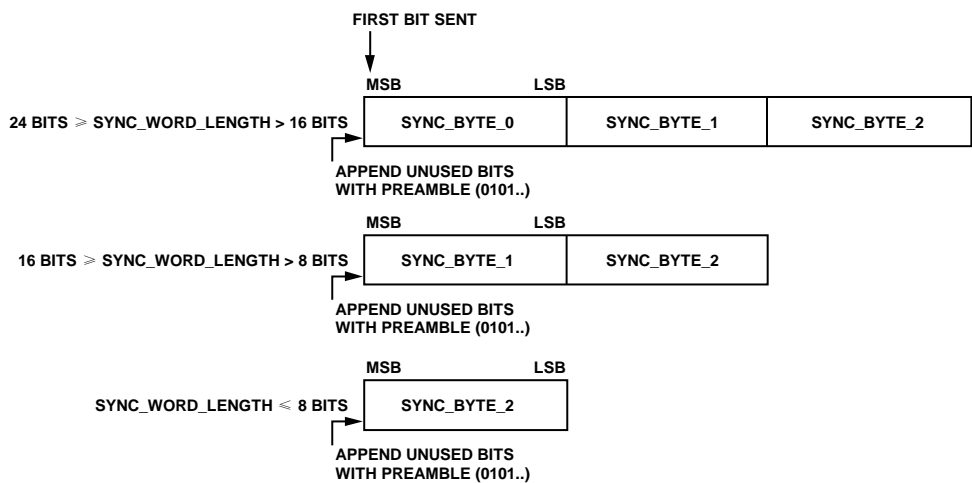 FIRST BIT SENT
MSB LSB
24 BITS ⩾ SYNC_WORD_LENGTH > 16 BITS
SYNC_BYTE_0 SYNC_BYTE_1 SYNC_BYTE_2
APPEND UNUSED BITS
WITH PREAMBLE (0101..)
MSB LSB
16 BITS ⩾ SYNC_WORD_LENGTH > 8 BITS
SYNC_BYTE_1 SYNC_BYTE_2
APPEND UNUSED BITS
WITH PREAMBLE (0101..)
MSB LSB
SYNC_WORD_LENGTH ⩽ 8 BITS
SYNC_BYTE_2
APPEND UNUSED BITS
WITH PREAMBLE (0101..)